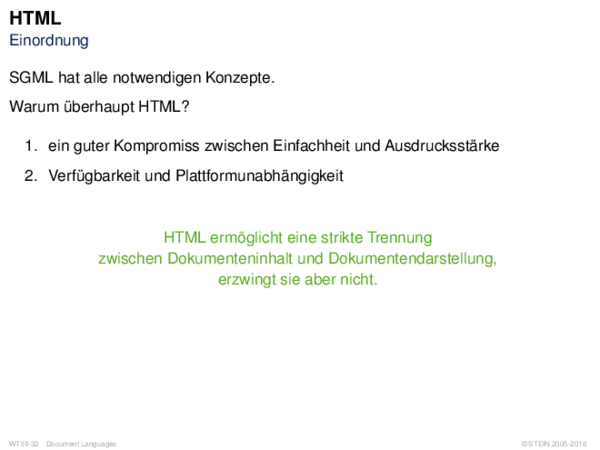 HTML
Einordnung
SGML hat alle notwendigen Konzepte.
Warum überhaupt HTML?
1. ein guter Kompromiss zwischen Einfachheit und Ausdrucksstärke
2. Verfügbarkeit und Plattformunabhängigkeit
HTML ermöglicht eine strikte Trennung
zwischen Dokumenteninhalt und Dokumentendarstellung,
erzwingt sie aber nicht.
WT:II-32 Document Languages © STEIN 2005-2018